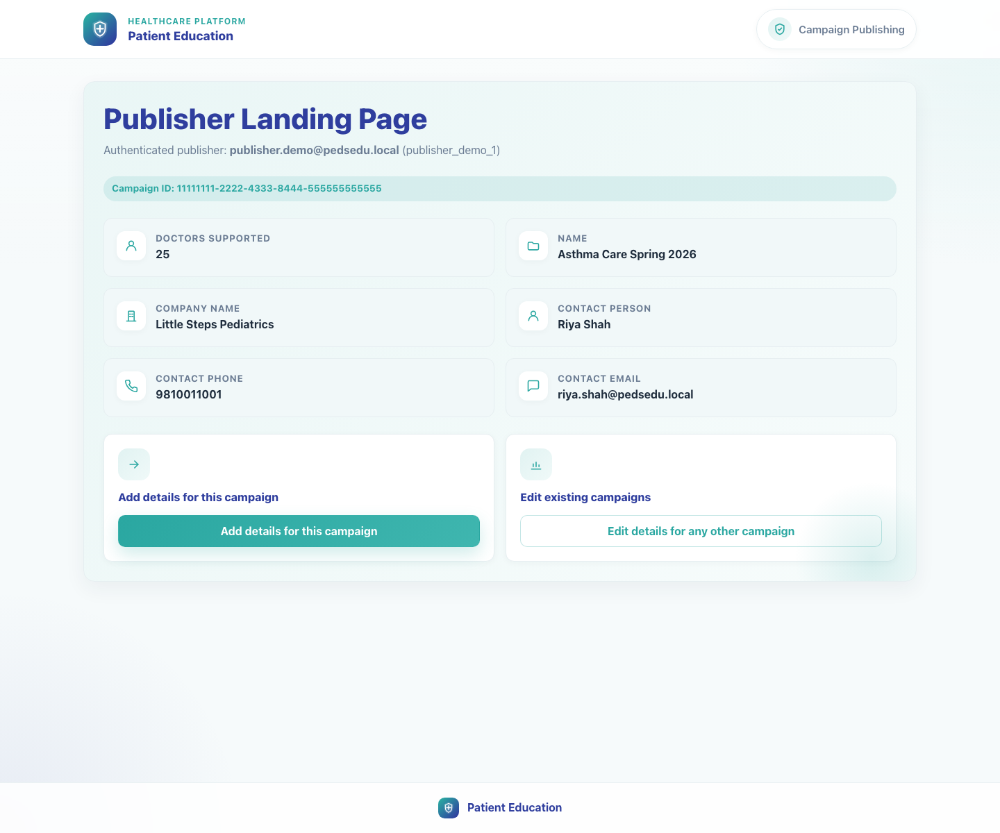 HEALTHCARE PLATFORM
Patient Education
Campaign Publishing
Publisher Landing Page
Authenticated publisher: publisher.demo@pedsedu.local (publisher_demo_1)
Campaign ID: 11111111-2222-4333-8444-555555555555
DOCTORS SUPPORTED
25
NAME
Asthma Care Spring 2026
COMPANY NAME
Little Steps Pediatrics
CONTACT PERSON
Riya Shah
CONTACT PHONE
9810011001
CONTACT EMAIL
riya.shah@pedsedu.local
Add details for this campaign
Add details for this campaign
Edit existing campaigns
Edit details for any other campaign
Patient Education